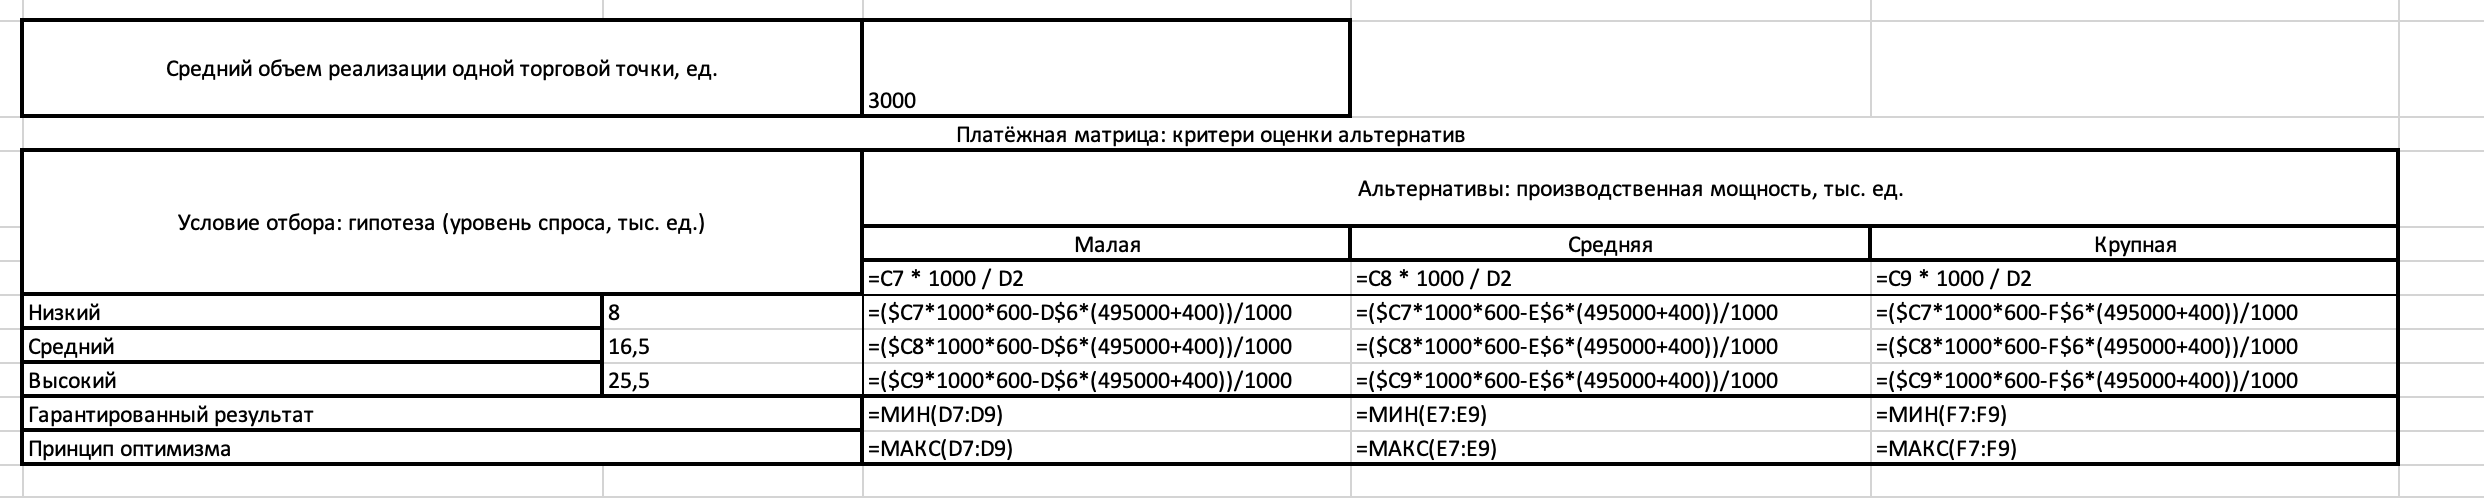 Средний объем реализации одной торговой точки, ед.
3000
Платёжная матрица: критери оценки альтернатив
Условие отбора: гипотеза (уровень спроса, тыс. ед.)
Альтернативы: производственная мощность, тыс. ед.
Малая Средняя Крупная
=C7 * 1000 / D2 =C8 * 1000 / D2 =C9 * 1000 / D2
Низкий 8 =($C7*1000*600-D$6*(495000+400))/1000 =($C7*1000*600-E$6*(495000+400))/1000 =($C7*1000*600-F$6*(495000+400))/1000
Средний 16,5 =($C8*1000*600-D$6*(495000+400))/1000 =($C8*1000*600-E$6*(495000+400))/1000 =($C8*1000*600-F$6*(495000+400))/1000
Высокий 25,5 =($C9*1000*600-D$6*(495000+400))/1000 =($C9*1000*600-E$6*(495000+400))/1000 =($C9*1000*600-F$6*(495000+400))/1000
Гарантированный результат =МИН(D7:D9) =МИН(E7:E9) =МИН(F7:F9)
Принцип оптимизма =МАКС(D7:D9) =МАКС(E7:E9) =МАКС(F7:F9)